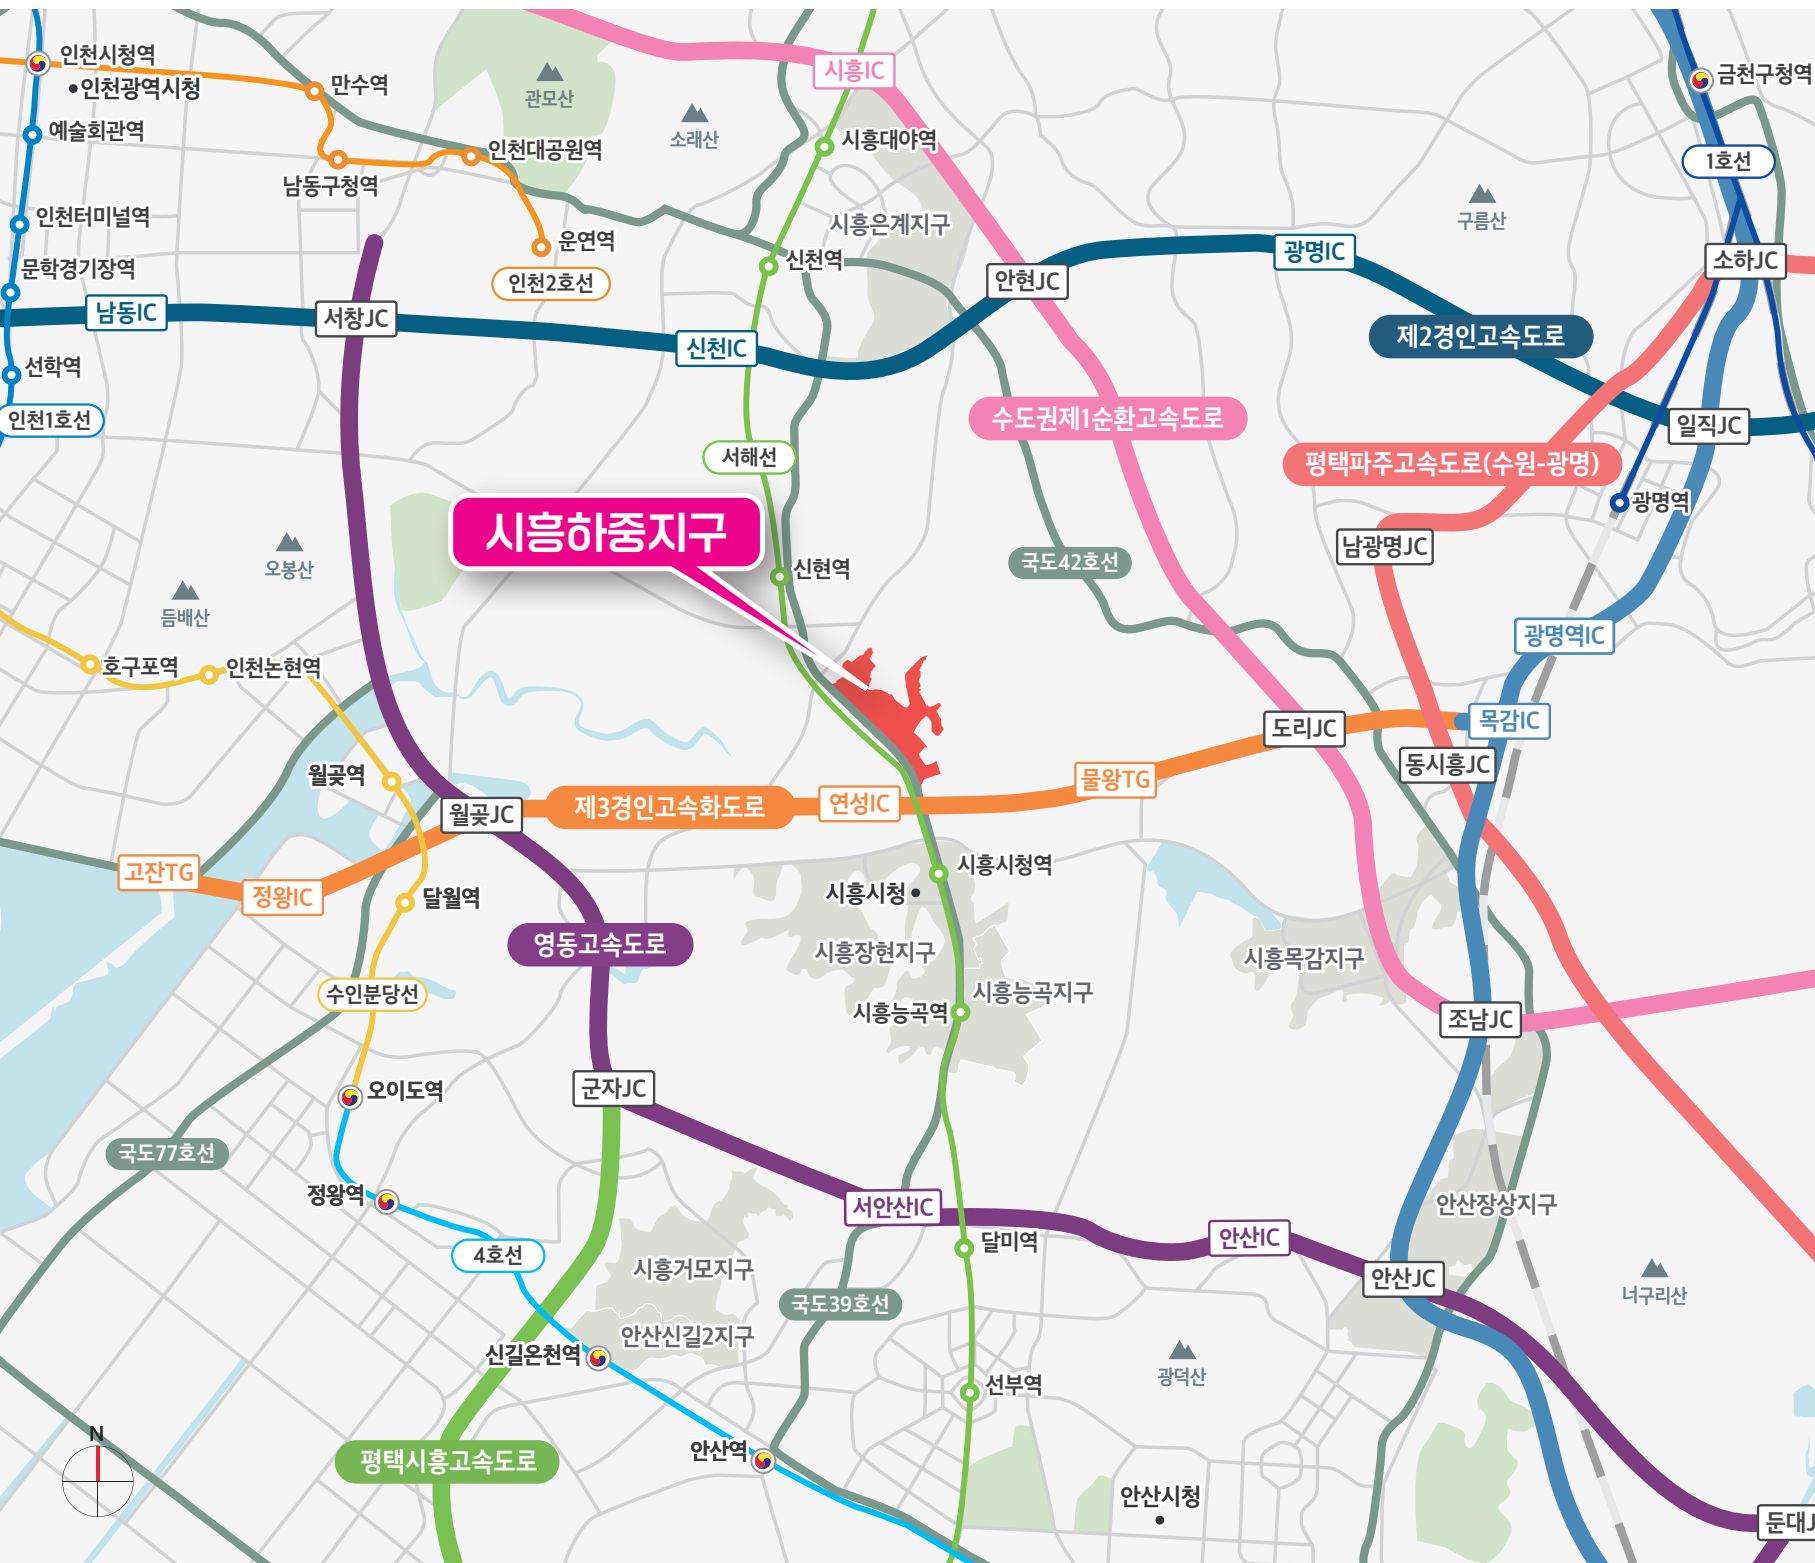 인천시청역
인천광역시청
만수역
시흥IC
금천구청역
관모산
소래산
예술회관역
시흥대야역
인천대공원역
1호선
남동구청역
인천터미널역
시흥은계지구
구름산
운연역
문학경기장역
신천역
광명IC
소하JC
인천2호선
안현JC
남동IC
서창JC
신천IC
제2경인고속도로
선학역
인천1호선
수도권제1순환고속도로
일직JC
서해선
평택파주고속도로(수원-광명)
광명역
시흥하중지구
남광명JC
오봉산
신현역
국도42호선
듬배산
광명역IC
호구포역
인천논현역
도리JC
목감IC
월곶역
동시흥JC
물왕TG
월곶JC
제3경인고속화도로
연성IC
고잔TG
정왕IC
달월역
시흥시청역
시흥시청
영동고속도로
시흥장현지구
시흥목감지구
수인분당선
시흥능곡지구
시흥능곡역
조남JC
오이도역
군자JC
국도77호선
정왕역
서안산IC
안산장상지구
4호선
달미역
안산IC
시흥거모지구
안산JC
국도39호선
너구리산
안산신길2지구
신길온천역
광덕산
선부역
N
안산역
평택시흥고속도로
안산시청
둔대J